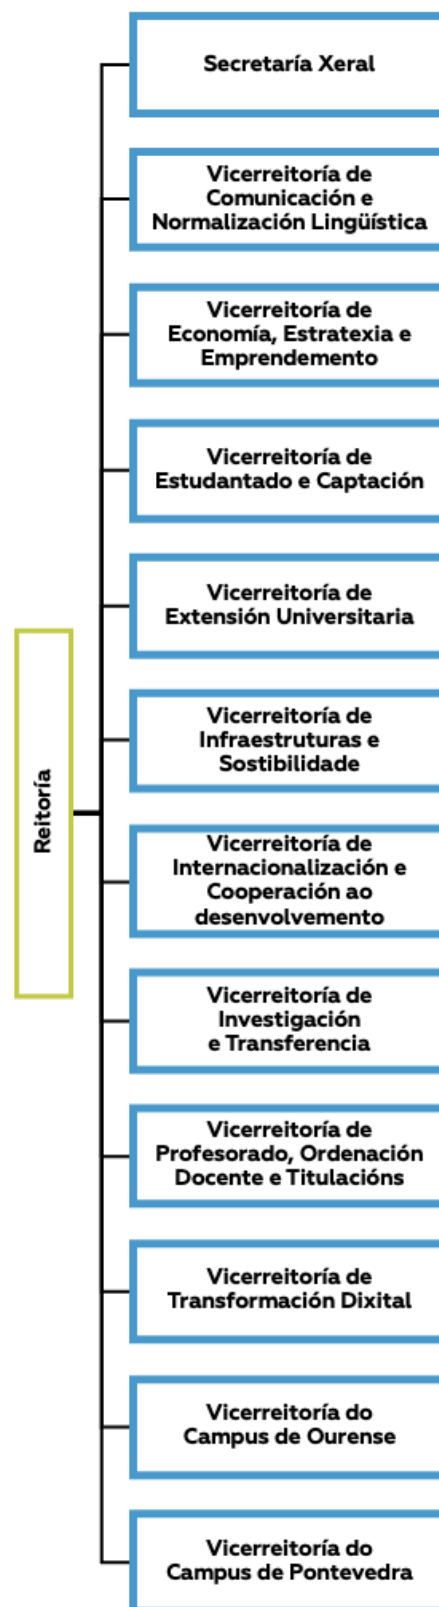 Secretaría Xeral
Vicerreitoría de
Comunicación e
Normalización Lingüística
Vicerreitoría de
Economía, Estratexia e
Emprendemento
Vicerreitoría de
Estudantado e Captación
Vicerreitoría de
Extensión Universitaria
Vicerreitoría de
Infraestruturas e
Sostibilidade
Reitoría
Vicerreitoría de
Internacionalización e
Cooperación ao
desenvolvemento
Vicerreitoría de
Investigación
e Transferencia
Vicerreitoría de
Profesorado, Ordenación
Docente e Titulacións
Vicerreitoría de
Transformación Dixital
Vicerreitoría do
Campus de Ourense
Vicerreitoría do
Campus de Pontevedra